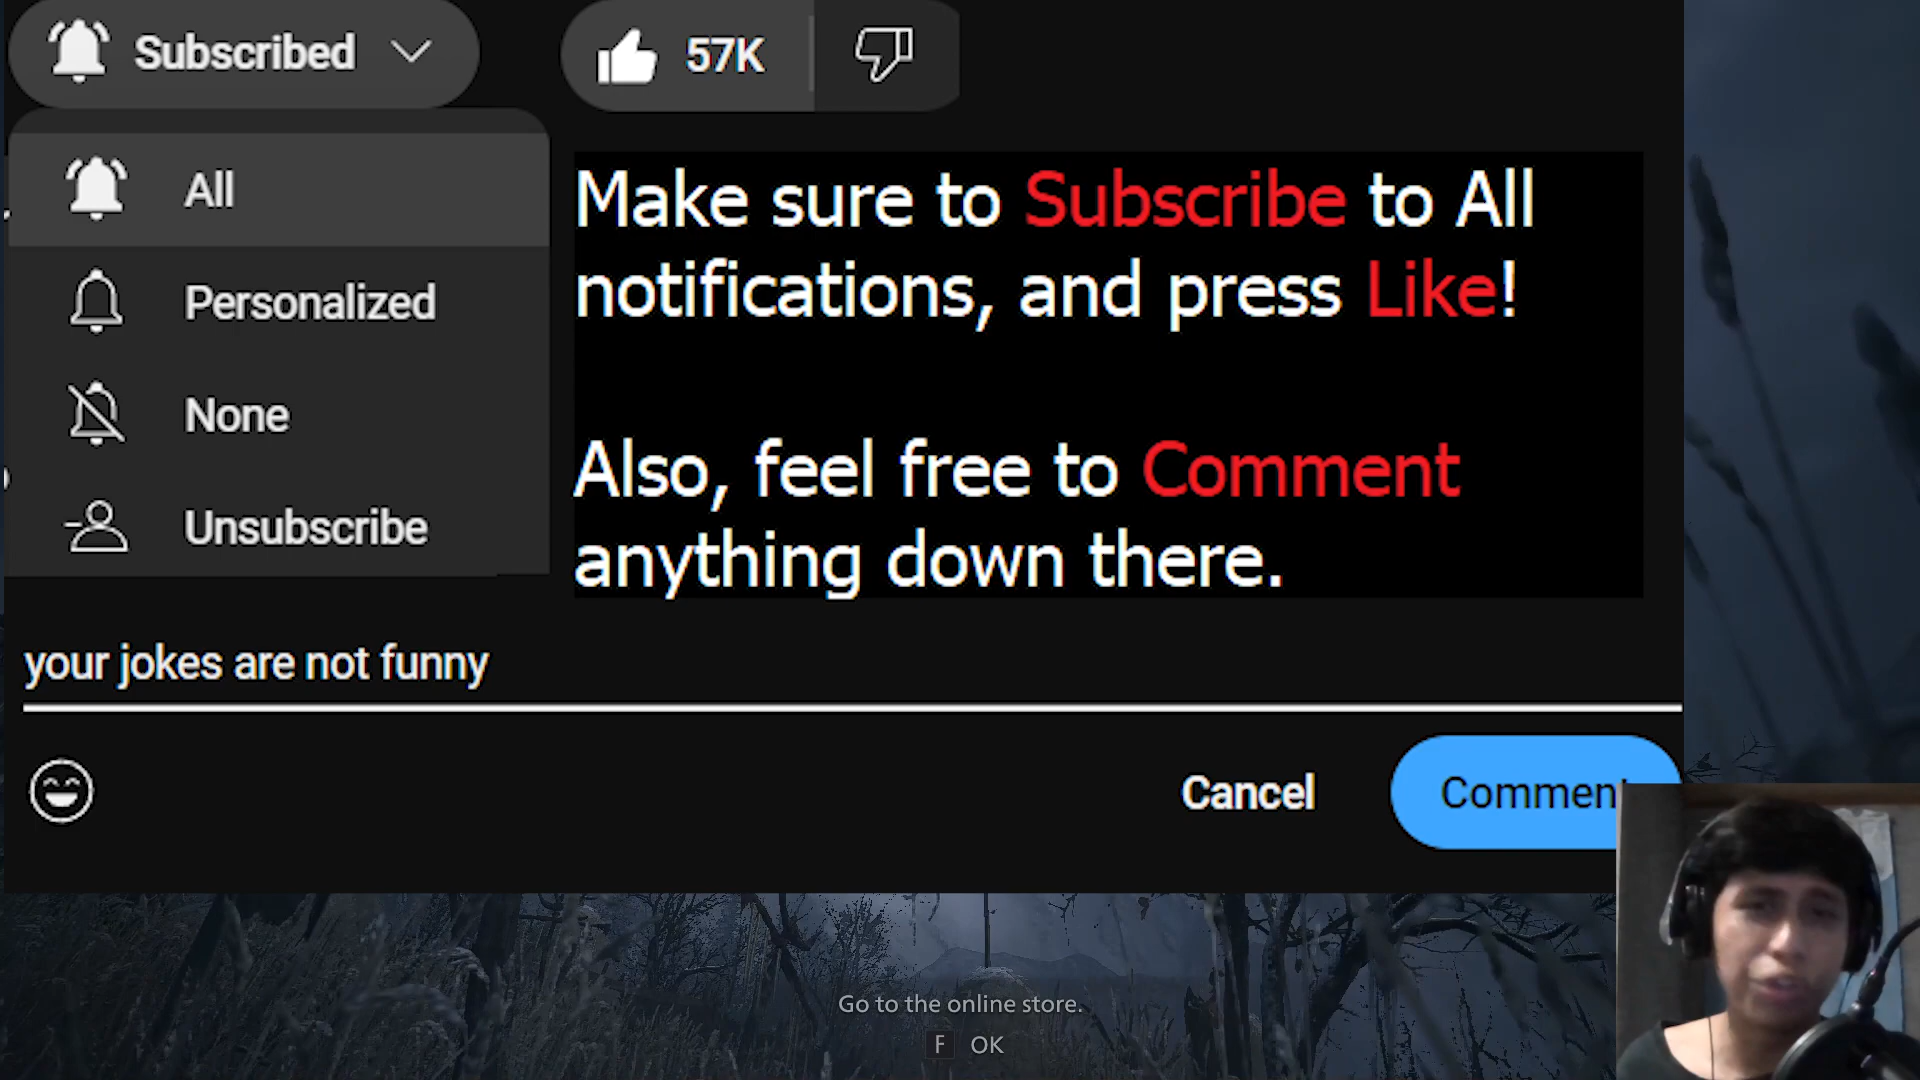 Subscribed
57K
All
Personalized
None
Unsubscribe
Make sure to Subscribe to All
notifications, and press Like!
Also, feel free to Comment
anything down there.
your jokes are not funny
Cancel
Comment
Go to the online store.
F OK